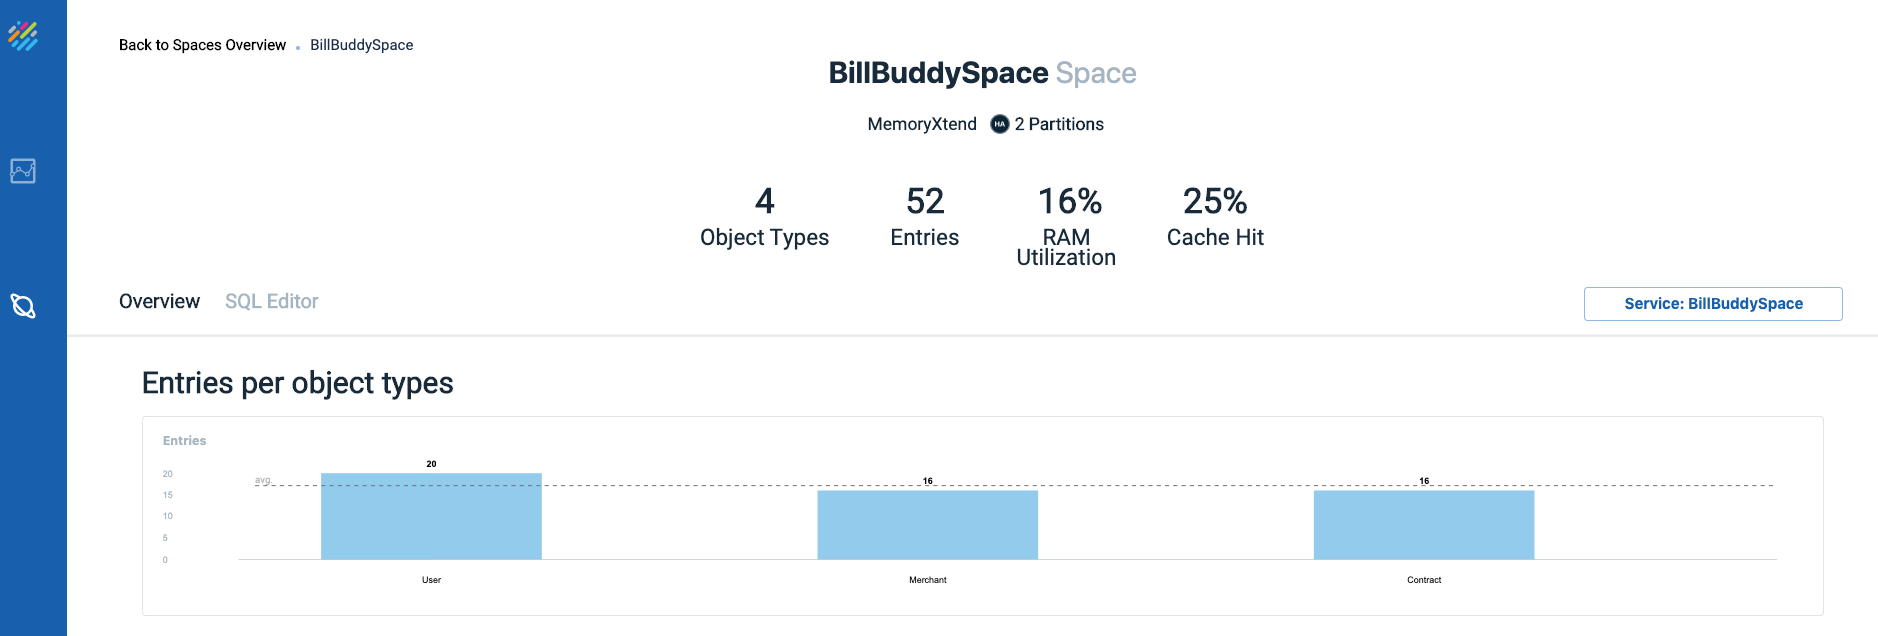 Back to Spaces Overview . BillBuddySpace
BillBuddySpace Space
MemoryXtend HA 2 Partitions
4 52 16% 25%
Object Types Entries RAM Utilization Cache Hit
Overview SQL Editor
Service: BillBuddySpace
Entries per object types
Entries
20
15
10
5
0
avg.
20
16
16
User Merchant Contract